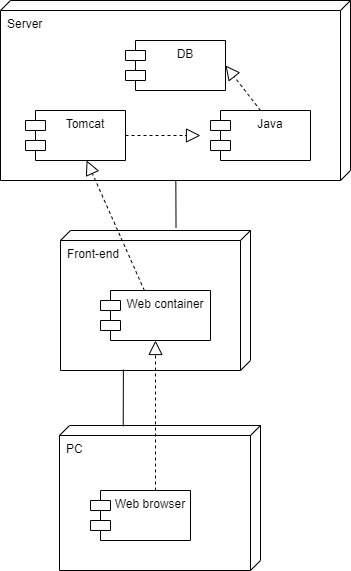 Server
DB
Tomcat
Java
Front-end
Web container
PC
Web browser